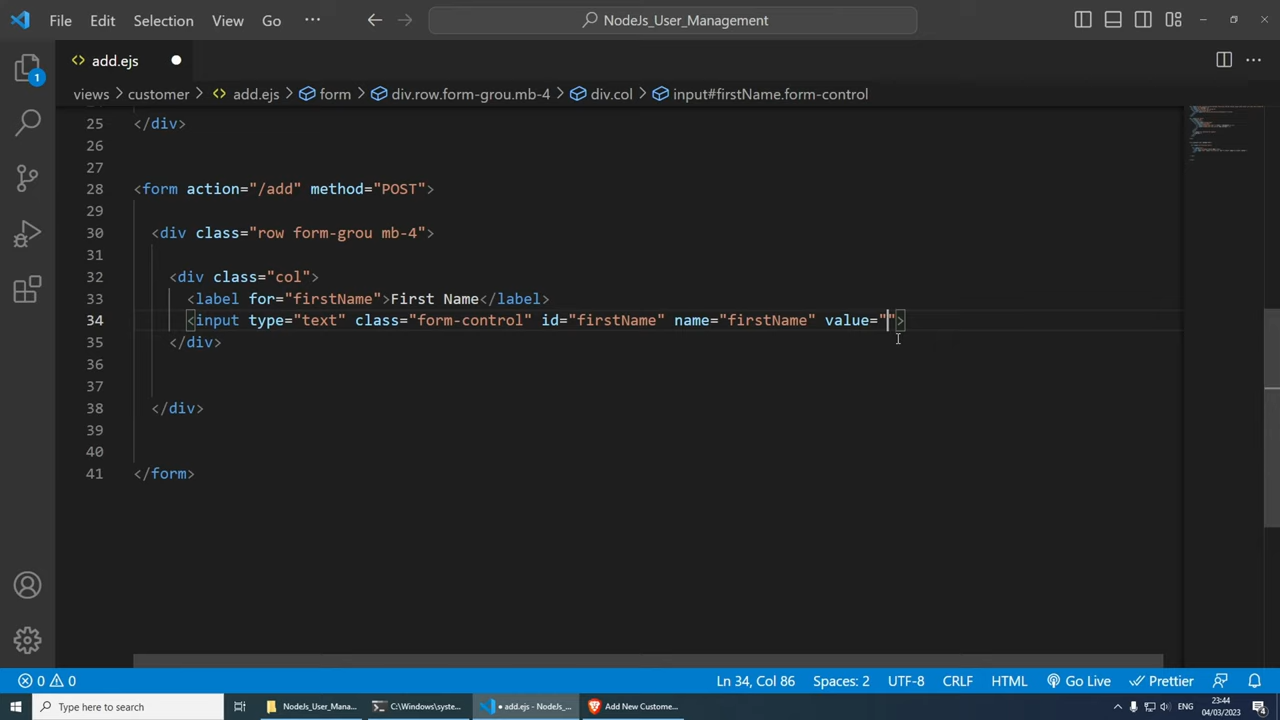 File Edit Selection View Go ··· NodeJs_User_Management
add.ejs
views > customer > add.ejs > form > div.row.form-grou.mb-4 > div.col > input#firstName.form-control
1
25 </div>
26
27
28 <form action="/add" method="POST">
29
30 <div class="row form-grou mb-4">
31
32 <div class="col">
33 <label for="firstName">First Name</label>
34 <input type="text" class="form-control" id="firstName" name="firstName" value="">
35 </div>
36
37
38 </div>
39
40
41 </form>
0 0 Ln 34, Col 86 Spaces: 2 UTF-8 CRLF HTML Go Live Prettier
Type here to search NodeJs_User_Mana... C:\Windows\syste... • add.ejs - NodeJs_... Add New Custome... ENG 23:44
04/03/2023 4